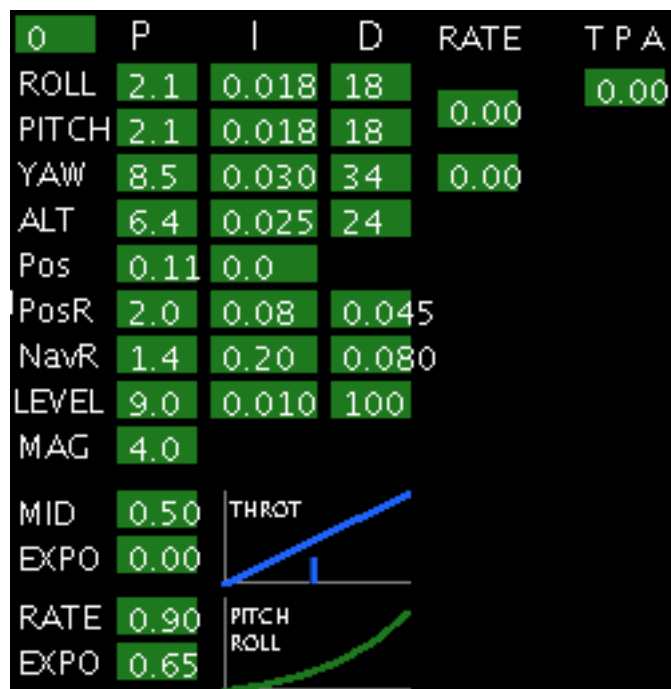 0 P I D RATE T P A
ROLL 2.1 0.018 18 0.00
PITCH 2.1 0.018 18 0.00
YAW 8.5 0.030 34 0.00
ALT 6.4 0.025 24
Pos 0.11 0.0
PosR 2.0 0.08 0.045
NavR 1.4 0.20 0.080
LEVEL 9.0 0.010 100
MAG 4.0
MID 0.50 THROT
EXPO 0.00
RATE 0.90 PITCH
ROLL
EXPO 0.65